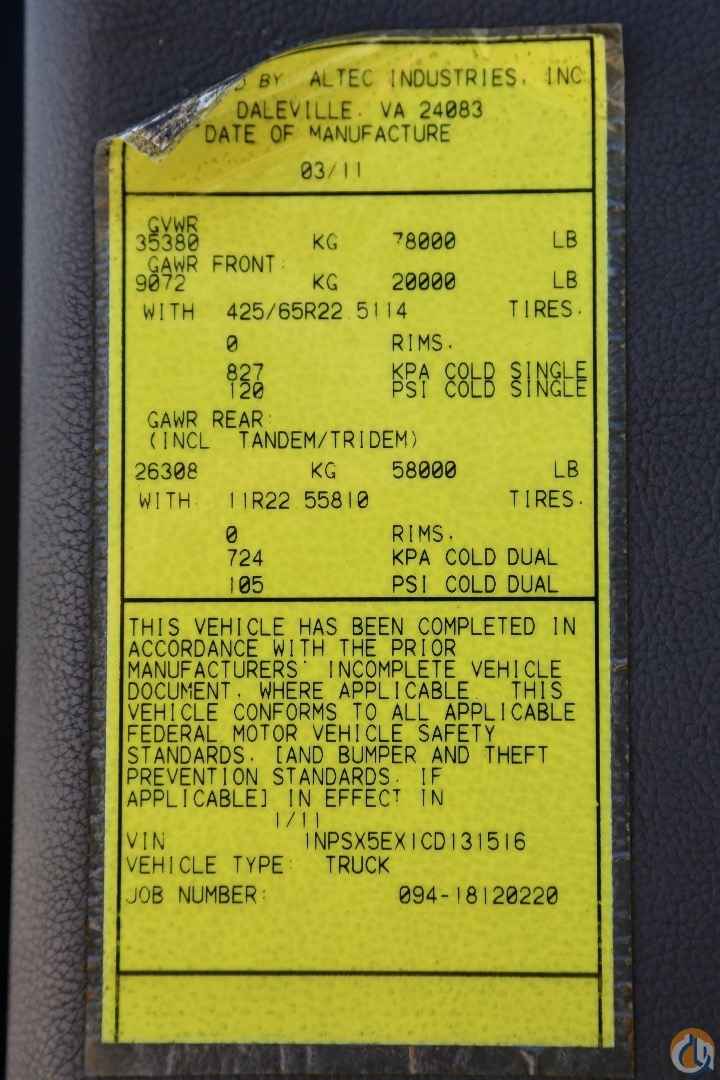 BY ALTEC INDUSTRIES, INC
DALEVILLE. VA 24083
DATE OF MANUFACTURE
03/11
GVWR
35380 KG 78000 LB
GAWR FRONT:
9072 KG 20000 LB
WITH 425/65R22 5114 TIRES.
0 RIMS.
827 KPA COLD SINGLE
120 PSI COLD SINGLE
GAWR REAR:
(INCL TANDEM/TRIDEM)
26308 KG 58000 LB
WITH: 11R22 55810 TIRES.
0 RIMS.
724 KPA COLD DUAL
105 PSI COLD DUAL
THIS VEHICLE HAS BEEN COMPLETED IN
ACCORDANCE WITH THE PRIOR
MANUFACTURERS' INCOMPLETE VEHICLE
DOCUMENT, WHERE APPLICABLE. THIS
VEHICLE CONFORMS TO ALL APPLICABLE
FEDERAL MOTOR VEHICLE SAFETY
STANDARDS, [AND BUMPER AND THEFT
PREVENTION STANDARDS, IF
APPLICABLE] IN EFFECT IN
1/11
VIN 1NPSX5EX1CD131516
VEHICLE TYPE: TRUCK
JOB NUMBER: 094-18120220